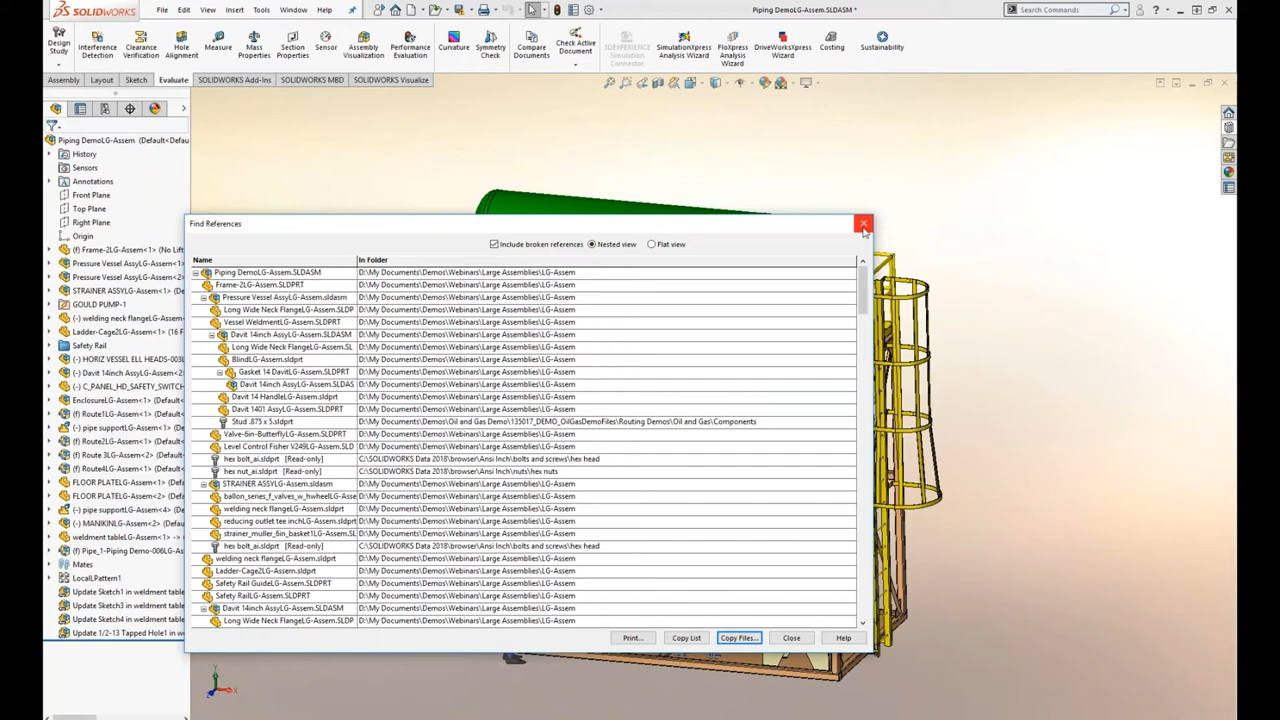 SOLIDWORKS File Edit View Insert Tools Window Help Piping DemoLG-Assem.SLDASM * Search Commands
Design Study
Interference Detection
Clearance Verification
Hole Alignment
Measure
Mass Properties
Section Properties
Sensor
Assembly Visualization
Performance Evaluation
Curvature
Symmetry Check
Compare Documents
Check Active Document
3DEXPERIENCE Simulation Connector
SimulationXpress Analysis Wizard
FloXpress Analysis Wizard
DriveWorksXpress Wizard
Costing
Sustainability
Assembly Layout Sketch Evaluate SOLIDWORKS Add-Ins SOLIDWORKS MBD SOLIDWORKS Visualize
Piping DemoLG-Assem (Default<Defau
History
Sensors
Annotations
Front Plane
Top Plane
Right Plane
Origin
(f) Frame-2LG-Assem<1> (No Lift
Pressure Vessel AssyLG-Assem<1
Pressure Vessel AssyLG-Assem<2
STRAINER ASSYLG-Assem<1> (D
GOULD PUMP-1
(-) welding neck flangeLG-Assem
Ladder-Cage2LG-Assem<1> (16
Safety Rail
(-) HORIZ VESSEL ELL HEADS-003L
(-) Davit 14inch AssyLG-Assem<2
(-) C_PANEL_HD_SAFETY_SWITCH
EnclosureLG-Assem<1> (Default
(f) Route1LG-Assem<1> (Default
(-) pipe supportLG-Assem<1> (
(f) Route2LG-Assem<1> (Default
(f) Route3LG-Assem<1> (Default
(f) Route4LG-Assem<1> (Default
FLOOR PLATELG-Assem<1> (D
FLOOR PLATELG-Assem<2> (D
(-) pipe supportLG-Assem<4> (
(-) MANIKINLG-Assem<2> (Defau
weldment tableLG-Assem<1> -> (
(f) Pipe_1-Piping Demo-006LG-As
Mates
LocalLPattern1
Update Sketch1 in weldment table
Update Sketch3 in weldment table
Update Sketch4 in weldment table
Update 1/2-13 Tapped Hole1 in we
Find References
Include broken references Nested view Flat view
Name In Folder
Piping DemoLG-Assem.SLDASM D:\My Documents\Demos\Webinars\Large Assemblies\LG-Assem
Frame-2LG-Assem.SLDPRT D:\My Documents\Demos\Webinars\Large Assemblies\LG-Assem
Pressure Vessel AssyLG-Assem.sldasm D:\My Documents\Demos\Webinars\Large Assemblies\LG-Assem
Long Wide Neck FlangeLG-Assem.SLDP D:\My Documents\Demos\Webinars\Large Assemblies\LG-Assem
Vessel WeldmentLG-Assem.SLDPRT D:\My Documents\Demos\Webinars\Large Assemblies\LG-Assem
Davit 14inch AssyLG-Assem.SLDASM D:\My Documents\Demos\Webinars\Large Assemblies\LG-Assem
Long Wide Neck FlangeLG-Assem.SL D:\My Documents\Demos\Webinars\Large Assemblies\LG-Assem
BlindLG-Assem.sldprt D:\My Documents\Demos\Webinars\Large Assemblies\LG-Assem
Gasket 14 DavitLG-Assem.SLDPRT D:\My Documents\Demos\Webinars\Large Assemblies\LG-Assem
Davit 14inch AssyLG-Assem.SLDAS D:\My Documents\Demos\Webinars\Large Assemblies\LG-Assem
Davit 14 HandleLG-Assem.sldprt D:\My Documents\Demos\Webinars\Large Assemblies\LG-Assem
Davit 1401 AssyLG-Assem.SLDPRT D:\My Documents\Demos\Webinars\Large Assemblies\LG-Assem
Stud .875 x 5.sldprt D:\My Documents\Demos\Oil and Gas Demo\135017_DEMO_OilGasDemoFiles\Routing Demos\Oil and Gas\Components
Valve-6in-ButterflyLG-Assem.SLDPRT D:\My Documents\Demos\Webinars\Large Assemblies\LG-Assem
Level Control Fisher V249LG-Assem.SLD D:\My Documents\Demos\Webinars\Large Assemblies\LG-Assem
hex bolt_ai.sldprt [Read-only] C:\SOLIDWORKS Data 2018\browser\Ansi Inch\bolts and screws\hex head
hex nut_ai.sldprt [Read-only] C:\SOLIDWORKS Data 2018\browser\Ansi Inch\nuts\hex nuts
STRAINER ASSYLG-Assem.sldasm D:\My Documents\Demos\Webinars\Large Assemblies\LG-Assem
ballon_series_f_valves_w_hwheelLG-Asse D:\My Documents\Demos\Webinars\Large Assemblies\LG-Assem
welding neck flangeLG-Assem.SLDPRT D:\My Documents\Demos\Webinars\Large Assemblies\LG-Assem
reducing outlet tee inchLG-Assem.sldprt D:\My Documents\Demos\Webinars\Large Assemblies\LG-Assem
strainer_muller_6in_basket1LG-Assem.SL D:\My Documents\Demos\Webinars\Large Assemblies\LG-Assem
hex bolt_ai.sldprt [Read-only] C:\SOLIDWORKS Data 2018\browser\Ansi Inch\bolts and screws\hex head
welding neck flangeLG-Assem.sldprt D:\My Documents\Demos\Webinars\Large Assemblies\LG-Assem
Ladder-Cage2LG-Assem.sldprt D:\My Documents\Demos\Webinars\Large Assemblies\LG-Assem
Safety Rail GuideLG-Assem.SLDPRT D:\My Documents\Demos\Webinars\Large Assemblies\LG-Assem
Safety RailLG-Assem.SLDPRT D:\My Documents\Demos\Webinars\Large Assemblies\LG-Assem
Davit 14inch AssyLG-Assem.SLDASM D:\My Documents\Demos\Webinars\Large Assemblies\LG-Assem
Long Wide Neck FlangeLG-Assem.SLDP D:\My Documents\Demos\Webinars\Large Assemblies\LG-Assem
Print... Copy List Copy Files... Close Help